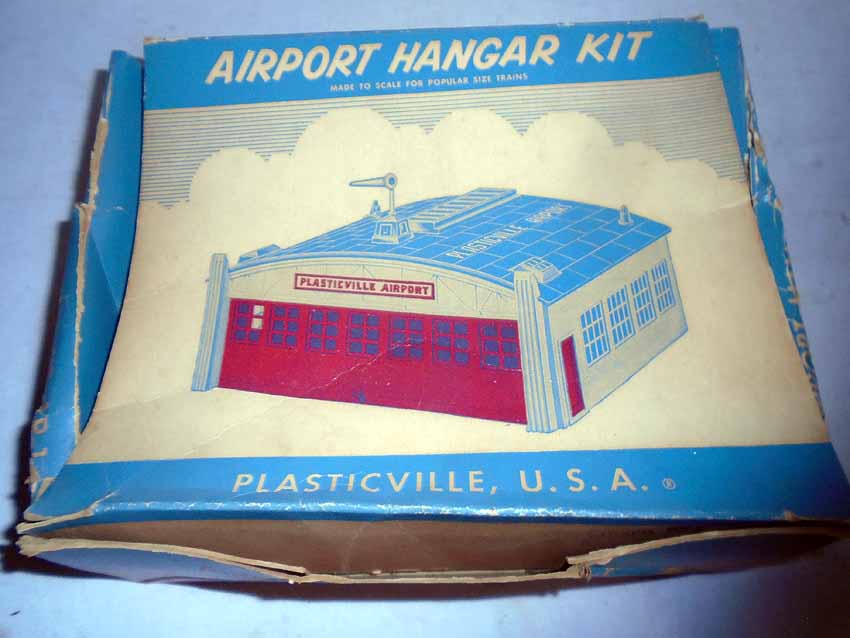 AIRPORT HANGAR KIT
MADE TO SCALE FOR POPULAR SIZE TRAINS
PLASTICVILLE AIRPORT
PLASTICVILLE AIRPORT
PLASTICVILLE, U.S.A. ®